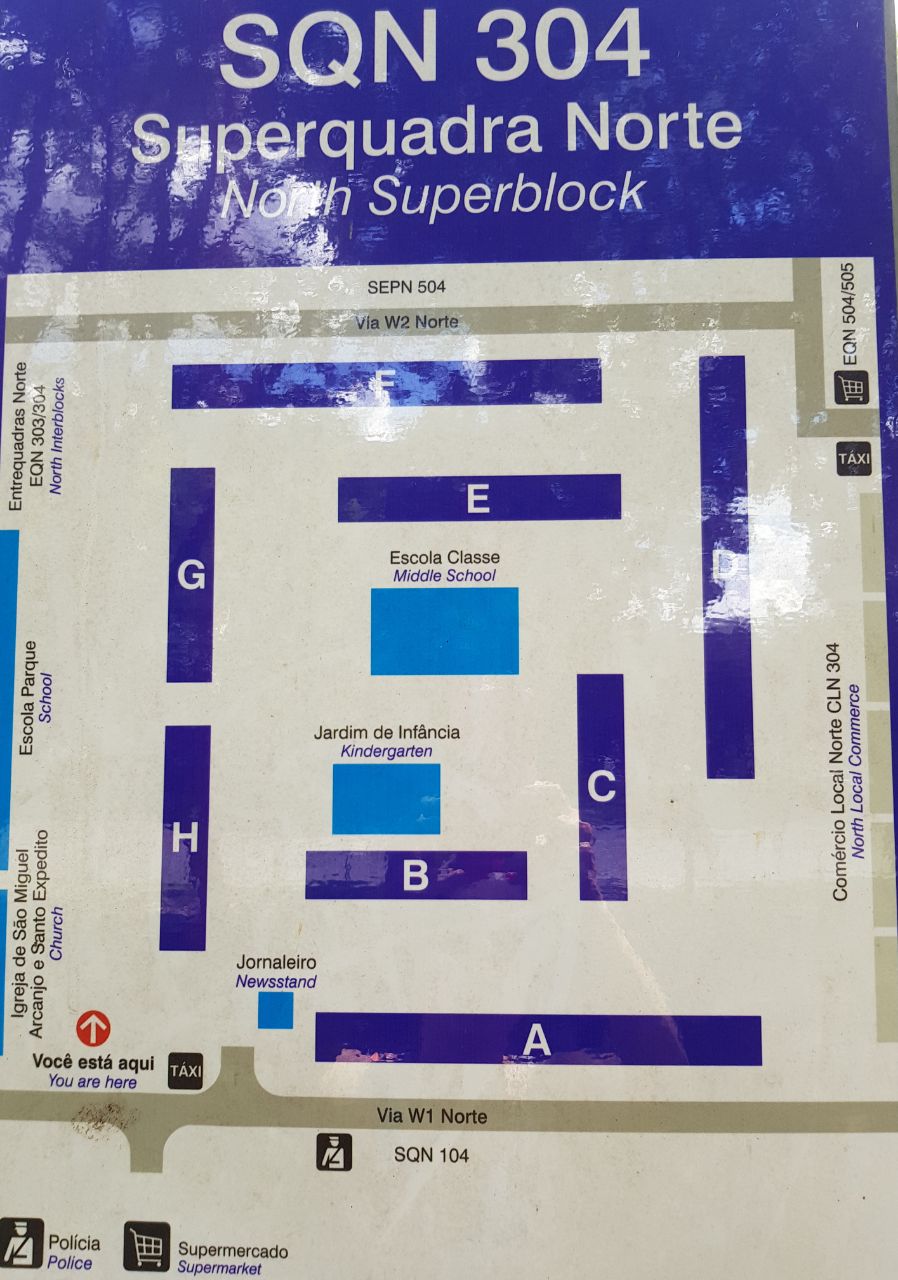 SQN 304
Superquadra Norte
North Superblock
SEPN 504
Via W2 Norte
EQN 504/505
TÁXI
Entrequadras Norte
EQN 303/304
North Interblocks
F
E
G
D
Escola Classe
Middle School
Escola Parque
School
Jardim de Infância
Kindergarten
C
H
B
Comércio Local Norte CLN 304
North Local Commerce
Igreja de São Miguel
Arcanjo e Santo Expedito
Church
Jornaleiro
Newsstand
A
Você está aqui
You are here
TÁXI
Via W1 Norte
SQN 104
Polícia
Police
Supermercado
Supermarket